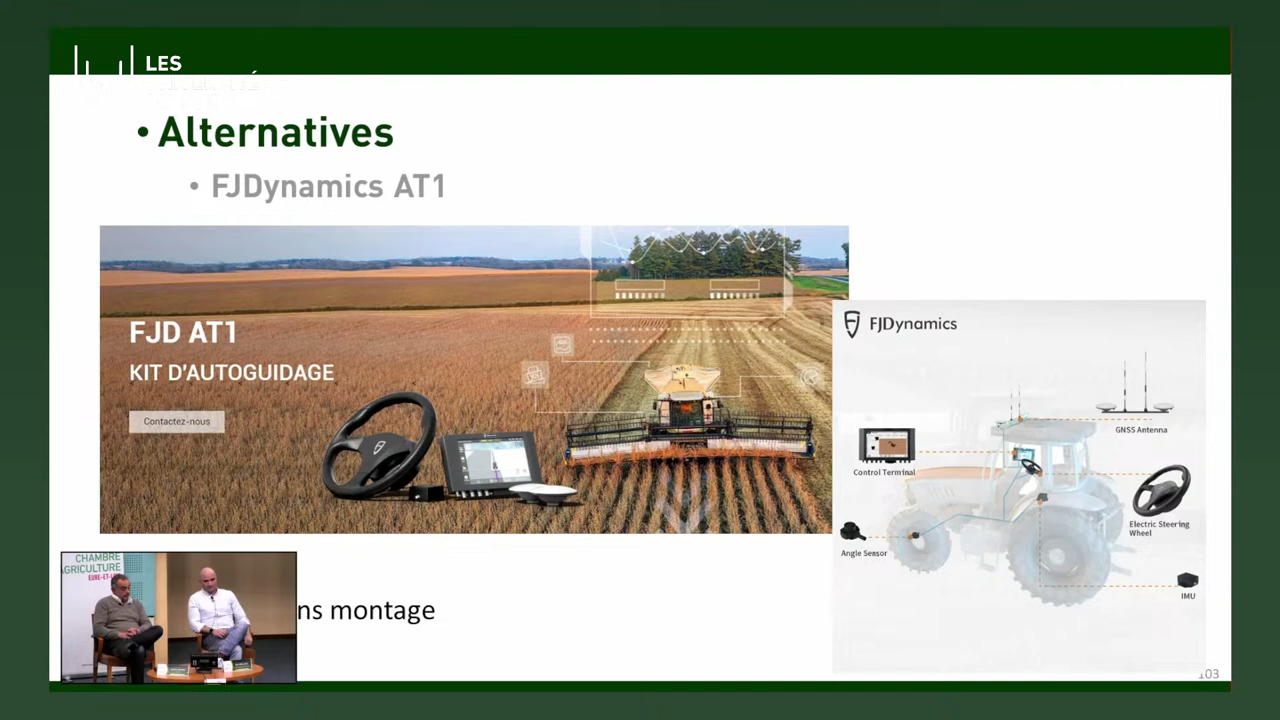 LES
• Alternatives
• FJDynamics AT1
FJD AT1
KIT D'AUTOGUIDAGE
Contactez-nous
FJDynamics
GNSS Antenna
Control Terminal
Electric Steering
Wheel
Angle Sensor
IMU
CHAMBRE
AGRICULTURE
EURE-ET-L
ns montage
103